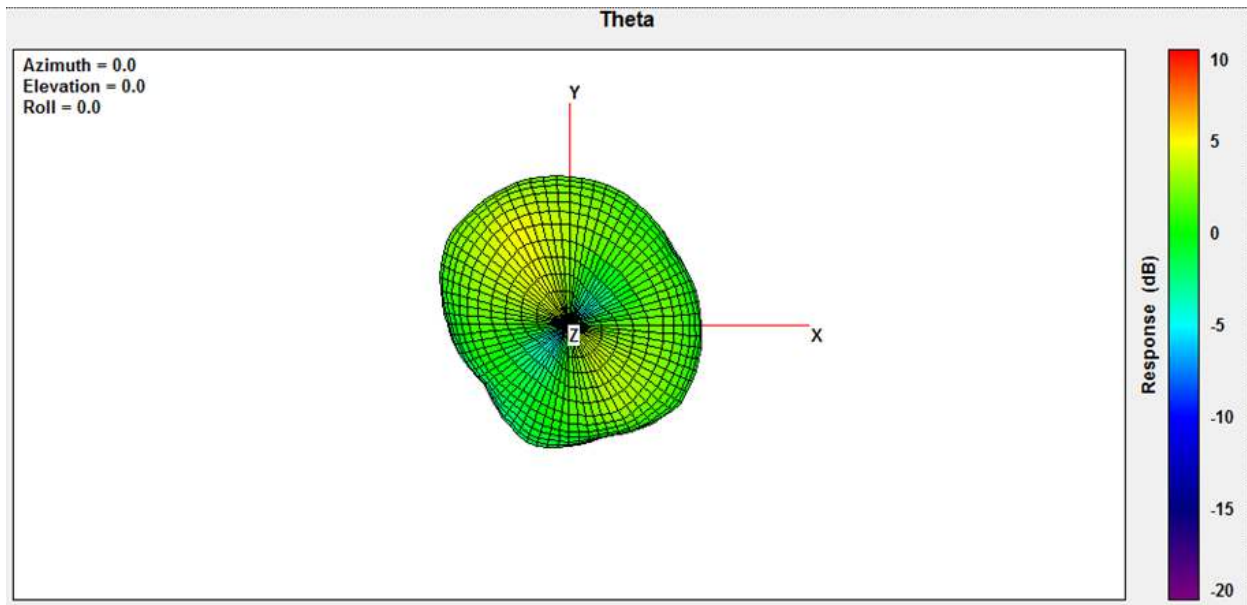 Theta
Azimuth = 0.0
Elevation = 0.0
Roll = 0.0
Y
Z
X
Response (dB)
10
5
0
-5
-10
-15
-20